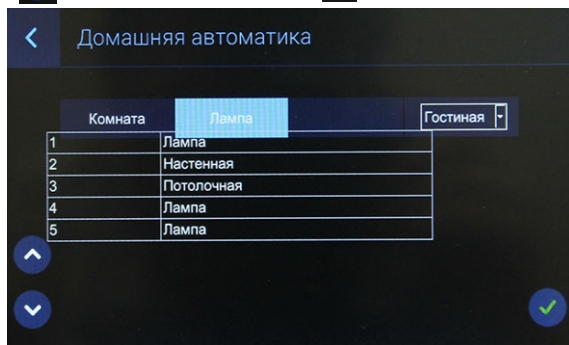 Домашняя автоматика
Комната Лампа Гостиная
1 Лампа
2 Настенная
3 Потолочная
4 Лампа
5 Лампа